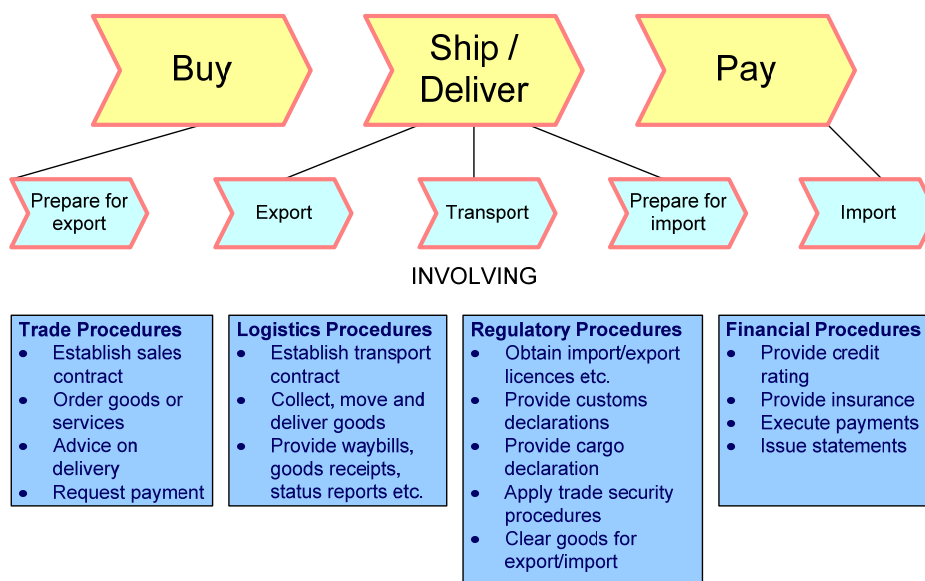 Buy
Ship /
Deliver
Pay
Prepare for
export
Export
Transport
Prepare for
import
Import
INVOLVING
Trade Procedures
• Establish sales
contract
• Order goods or
services
• Advice on
delivery
• Request payment
Logistics Procedures
• Establish transport
contract
• Collect, move and
deliver goods
• Provide waybills,
goods receipts,
status reports etc.
Regulatory Procedures
• Obtain import/export
licences etc.
• Provide customs
declarations
• Provide cargo
declaration
• Apply trade security
procedures
• Clear goods for
export/import
Financial Procedures
• Provide credit
rating
• Provide insurance
• Execute payments
• Issue statements